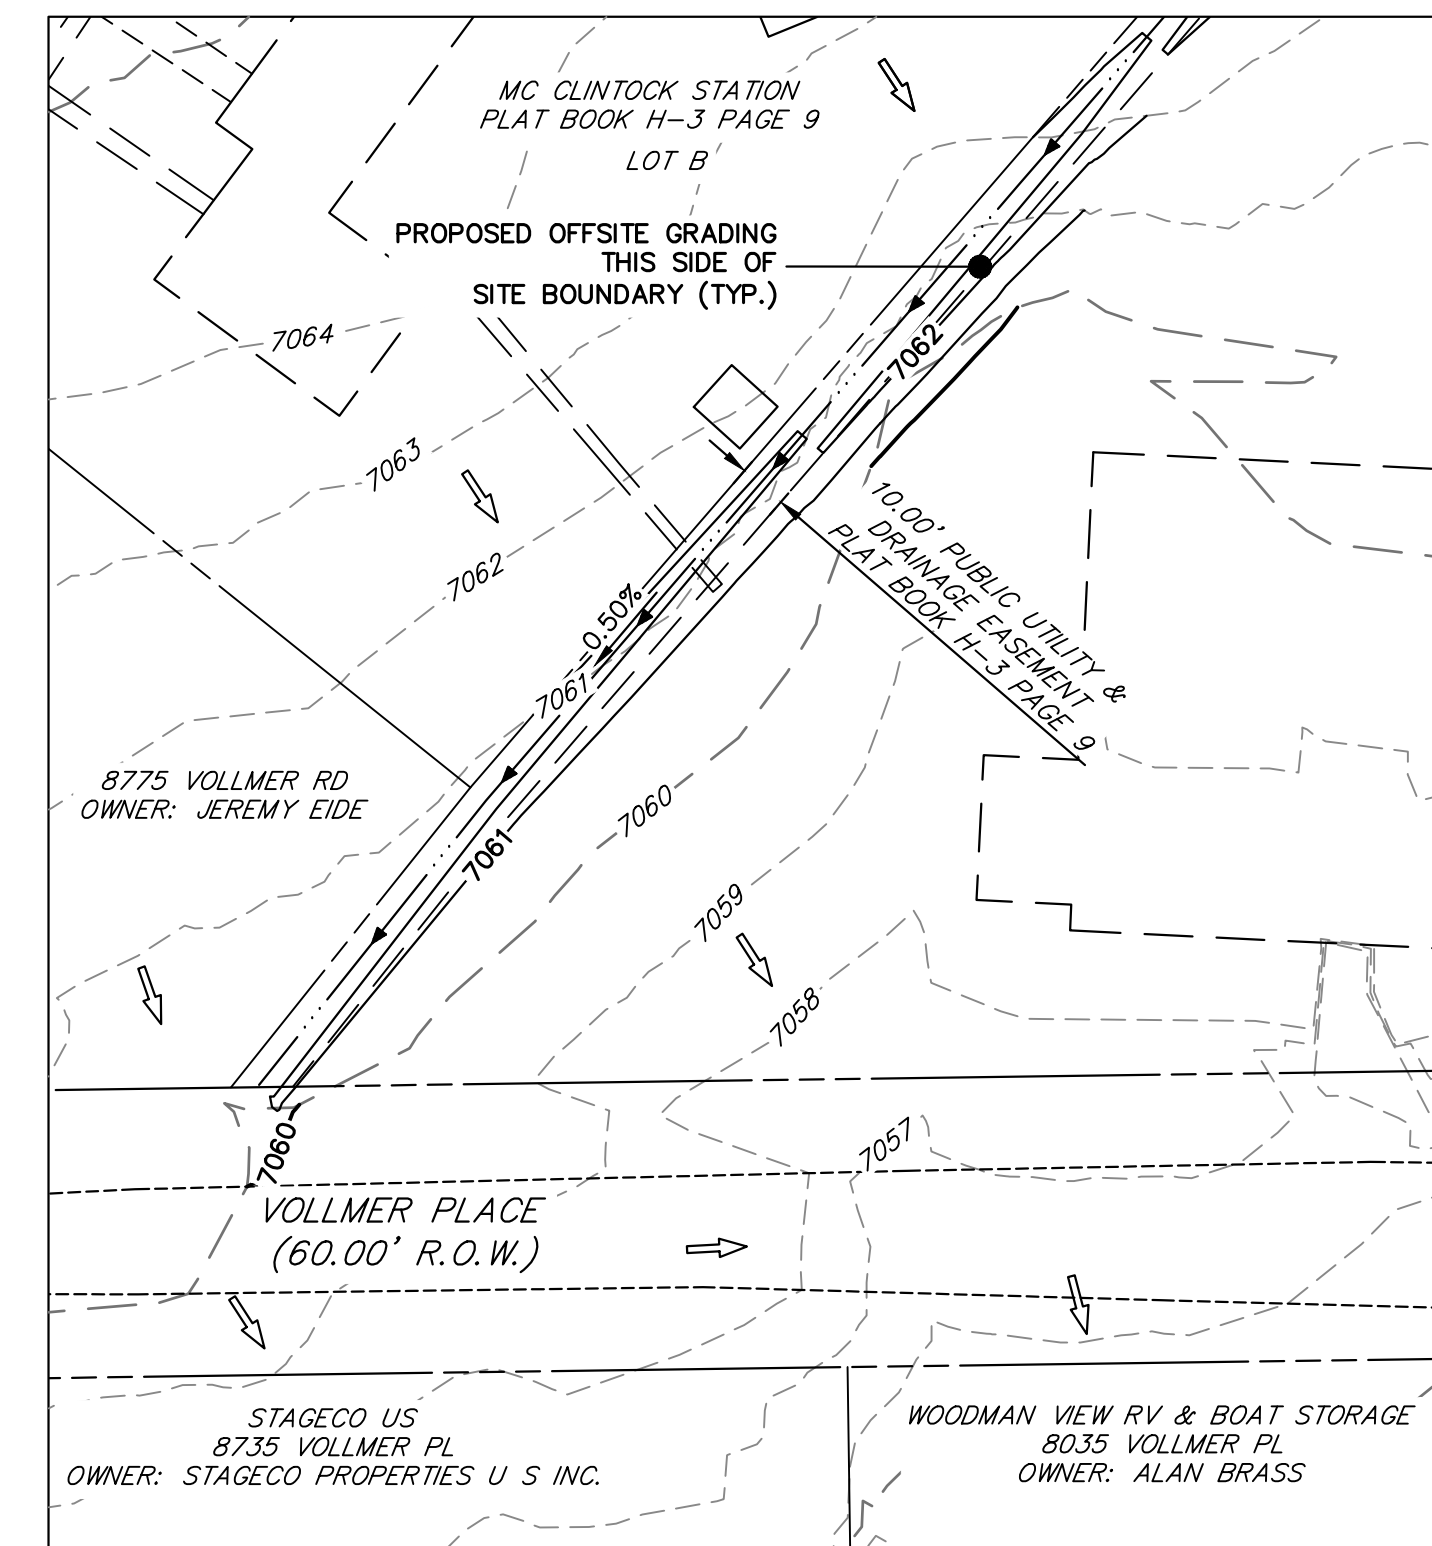 MC CLINTOCK STATION
PLAT BOOK H-3 PAGE 9
LOT B
PROPOSED OFFSITE GRADING
THIS SIDE OF
SITE BOUNDARY (TYP.)
7064
7062
7063
7062
10.00' PUBLIC UTILITY &
DRAINAGE EASEMENT
PLAT BOOK H-3 PAGE 9
0.50%
7061
8775 VOLLMER RD
OWNER: JEREMY EIDE
7060
7061
7059
7058
7057
7060
VOLLMER PLACE
(60.00' R.O.W.)
STAGECO US
8735 VOLLMER PL
OWNER: STAGECO PROPERTIES U S INC.
WOODMAN VIEW RV & BOAT STORAGE
8035 VOLLMER PL
OWNER: ALAN BRASS